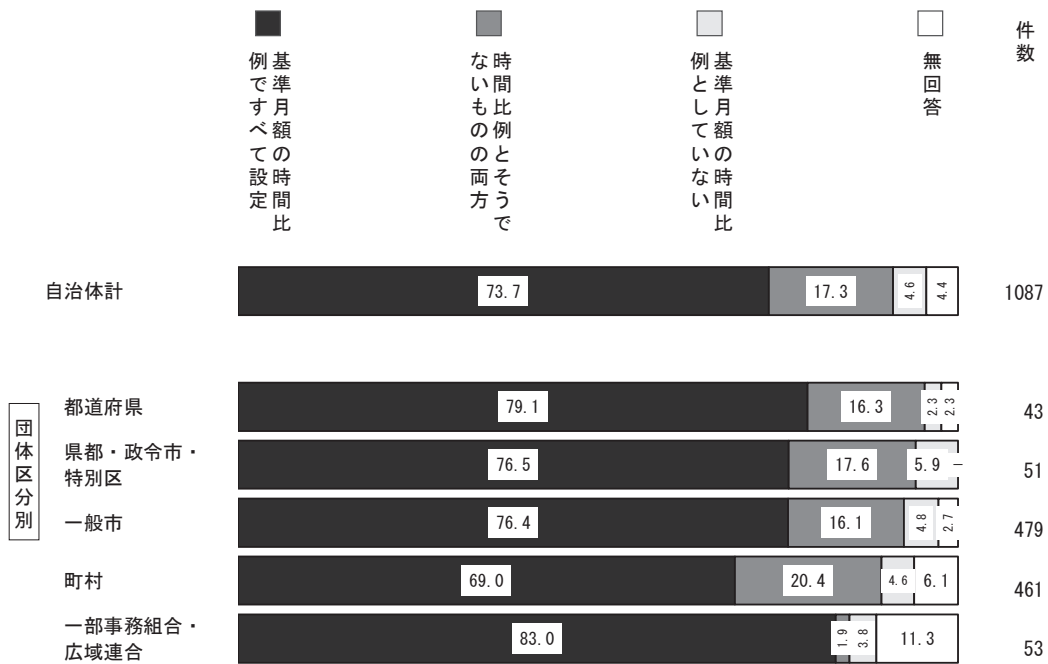 基準月額の時間比
例ですべて設定
時間比例とそうで
ないものの両方
基準月額の時間比
例としていない
無回答
件数
自治体計 73.7 17.3 4.6 4.4 1087
団体区分別
都道府県 79.1 16.3 2.3 2.3 43
県都・政令市・
特別区 76.5 17.6 5.9 － 51
一般市 76.4 16.1 4.8 2.7 479
町村 69.0 20.4 4.6 6.1 461
一部事務組合・
広域連合 83.0 1.9 3.8 11.3 53